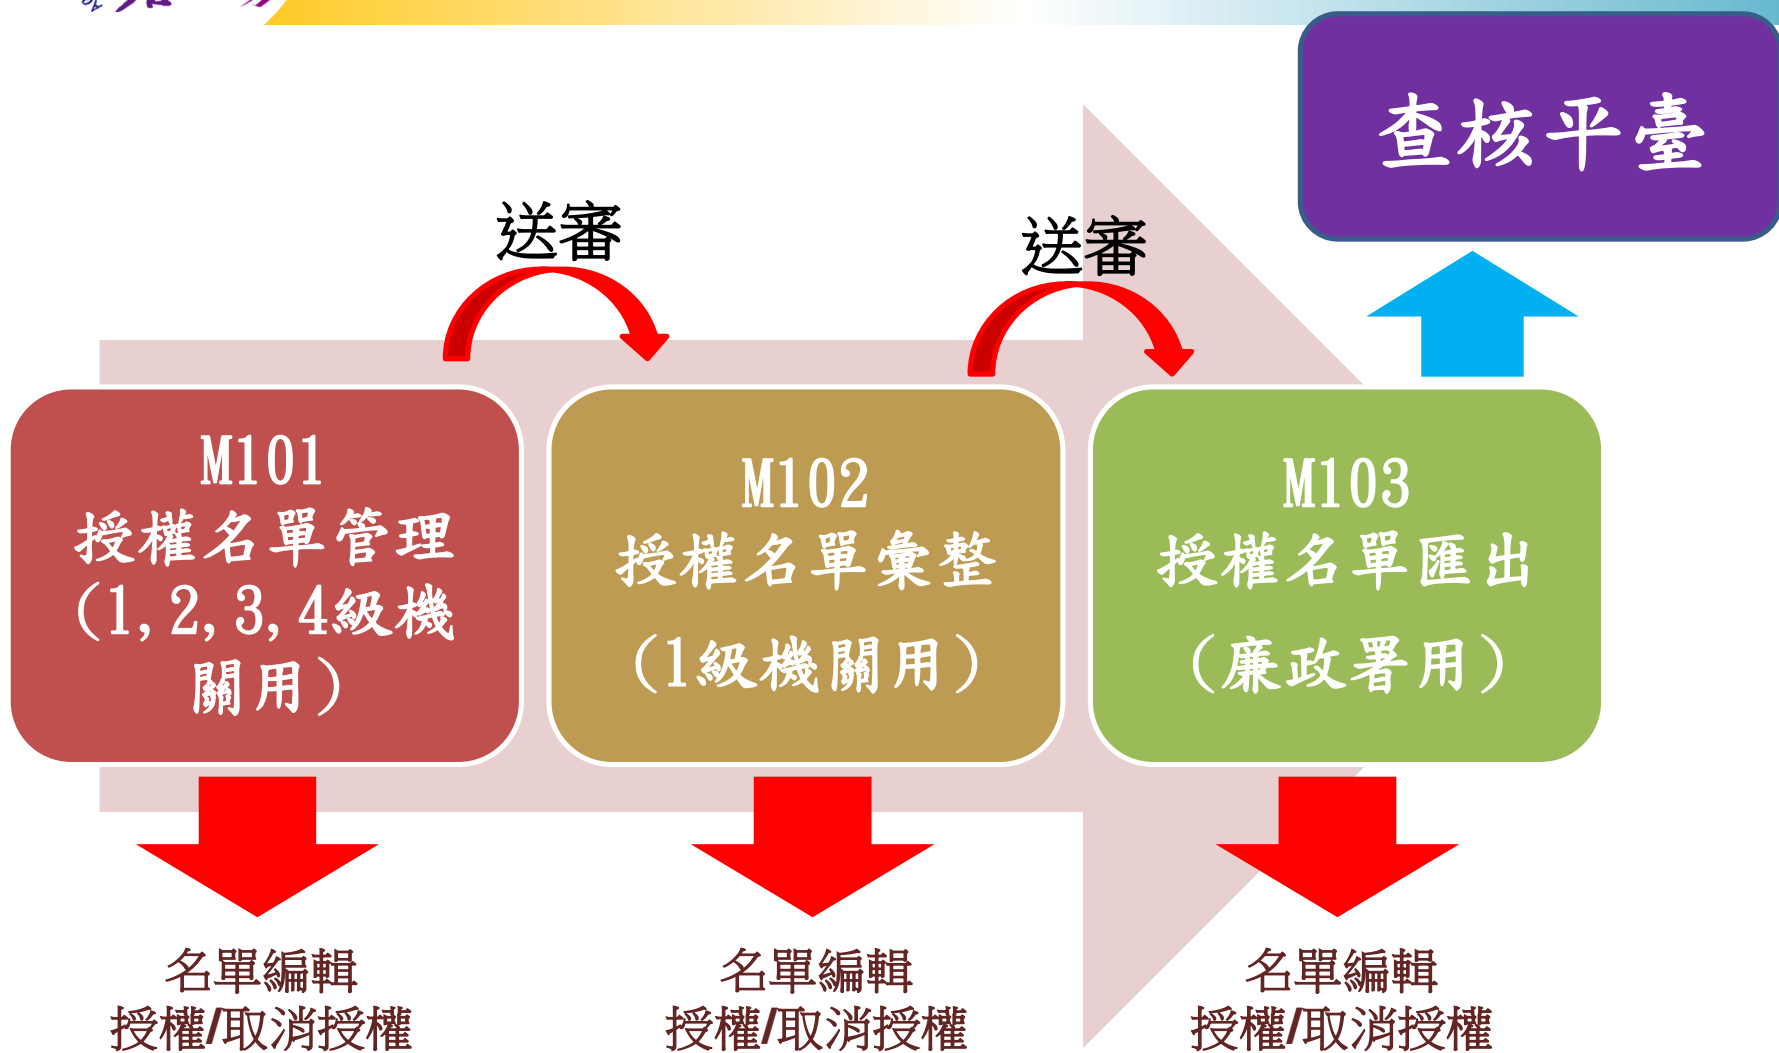 查核平臺
送審
送審
M101
授權名單管理
(1,2,3,4級機
關用)
M102
授權名單彙整
(1級機關用)
M103
授權名單匯出
(廉政署用)
名單編輯
授權/取消授權
名單編輯
授權/取消授權
名單編輯
授權/取消授權